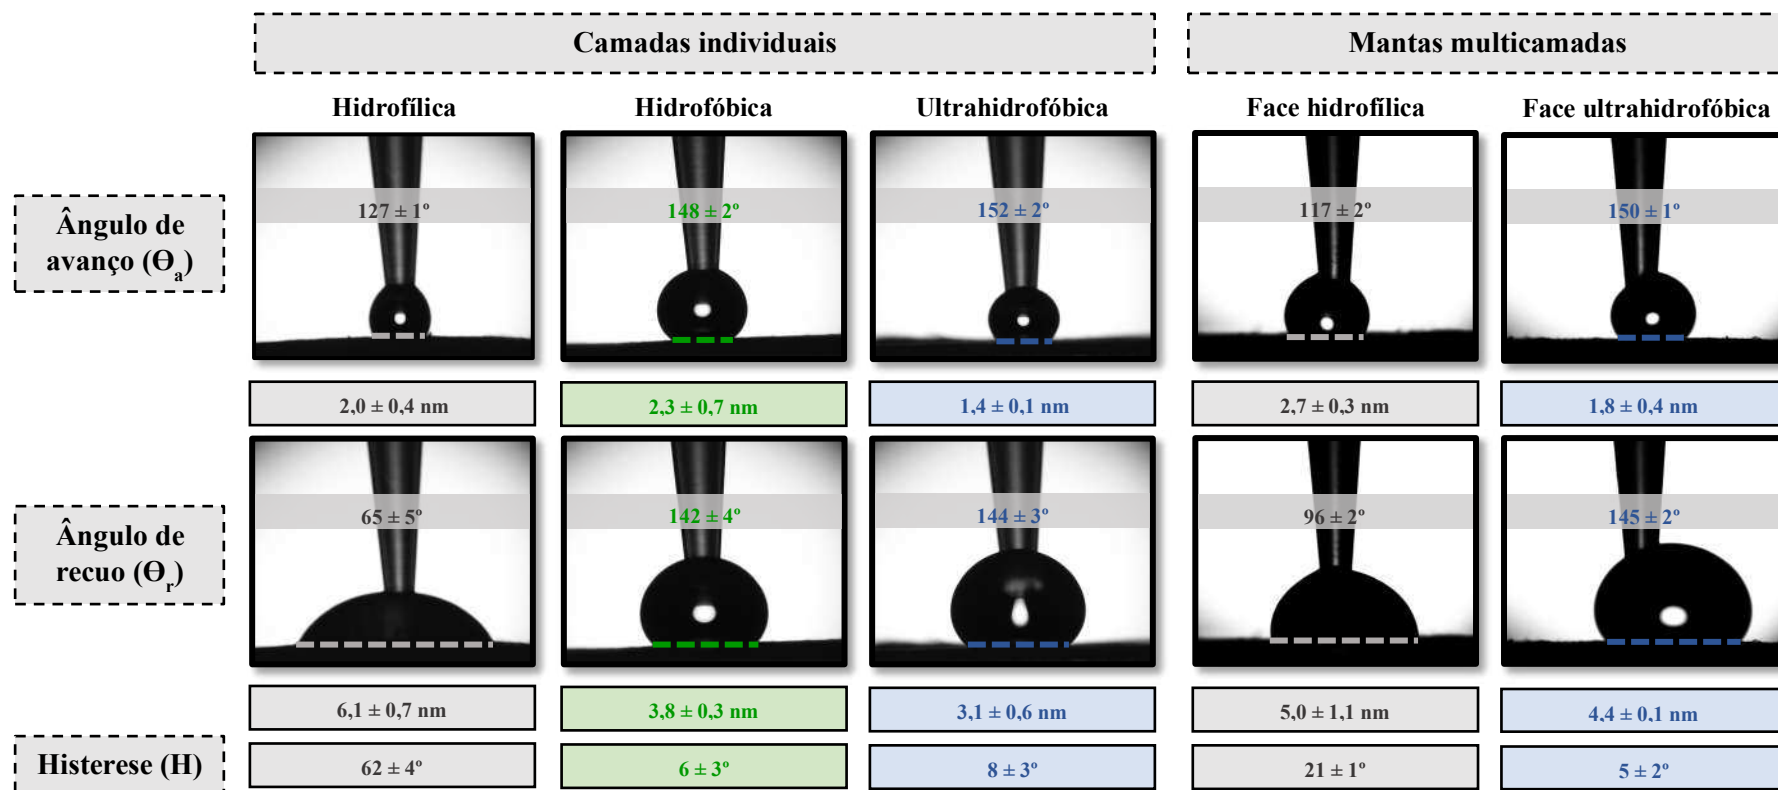 Camadas individuais
Mantas multicamadas
Hidrofílica
Hidrofóbica
Ultrahidrofóbica
Face hidrofílica
Face ultrahidrofóbica
Ângulo de
avanço (Ɵa)
127 ± 1º
148 ± 2º
152 ± 2º
117 ± 2º
150 ± 1º
2,0 ± 0,4 nm
2,3 ± 0,7 nm
1,4 ± 0,1 nm
2,7 ± 0,3 nm
1,8 ± 0,4 nm
Ângulo de
recuo (Ɵr)
65 ± 5º
142 ± 4º
144 ± 3º
96 ± 2º
145 ± 2º
6,1 ± 0,7 nm
3,8 ± 0,3 nm
3,1 ± 0,6 nm
5,0 ± 1,1 nm
4,4 ± 0,1 nm
Histerese (H)
62 ± 4º
6 ± 3º
8 ± 3º
21 ± 1º
5 ± 2º